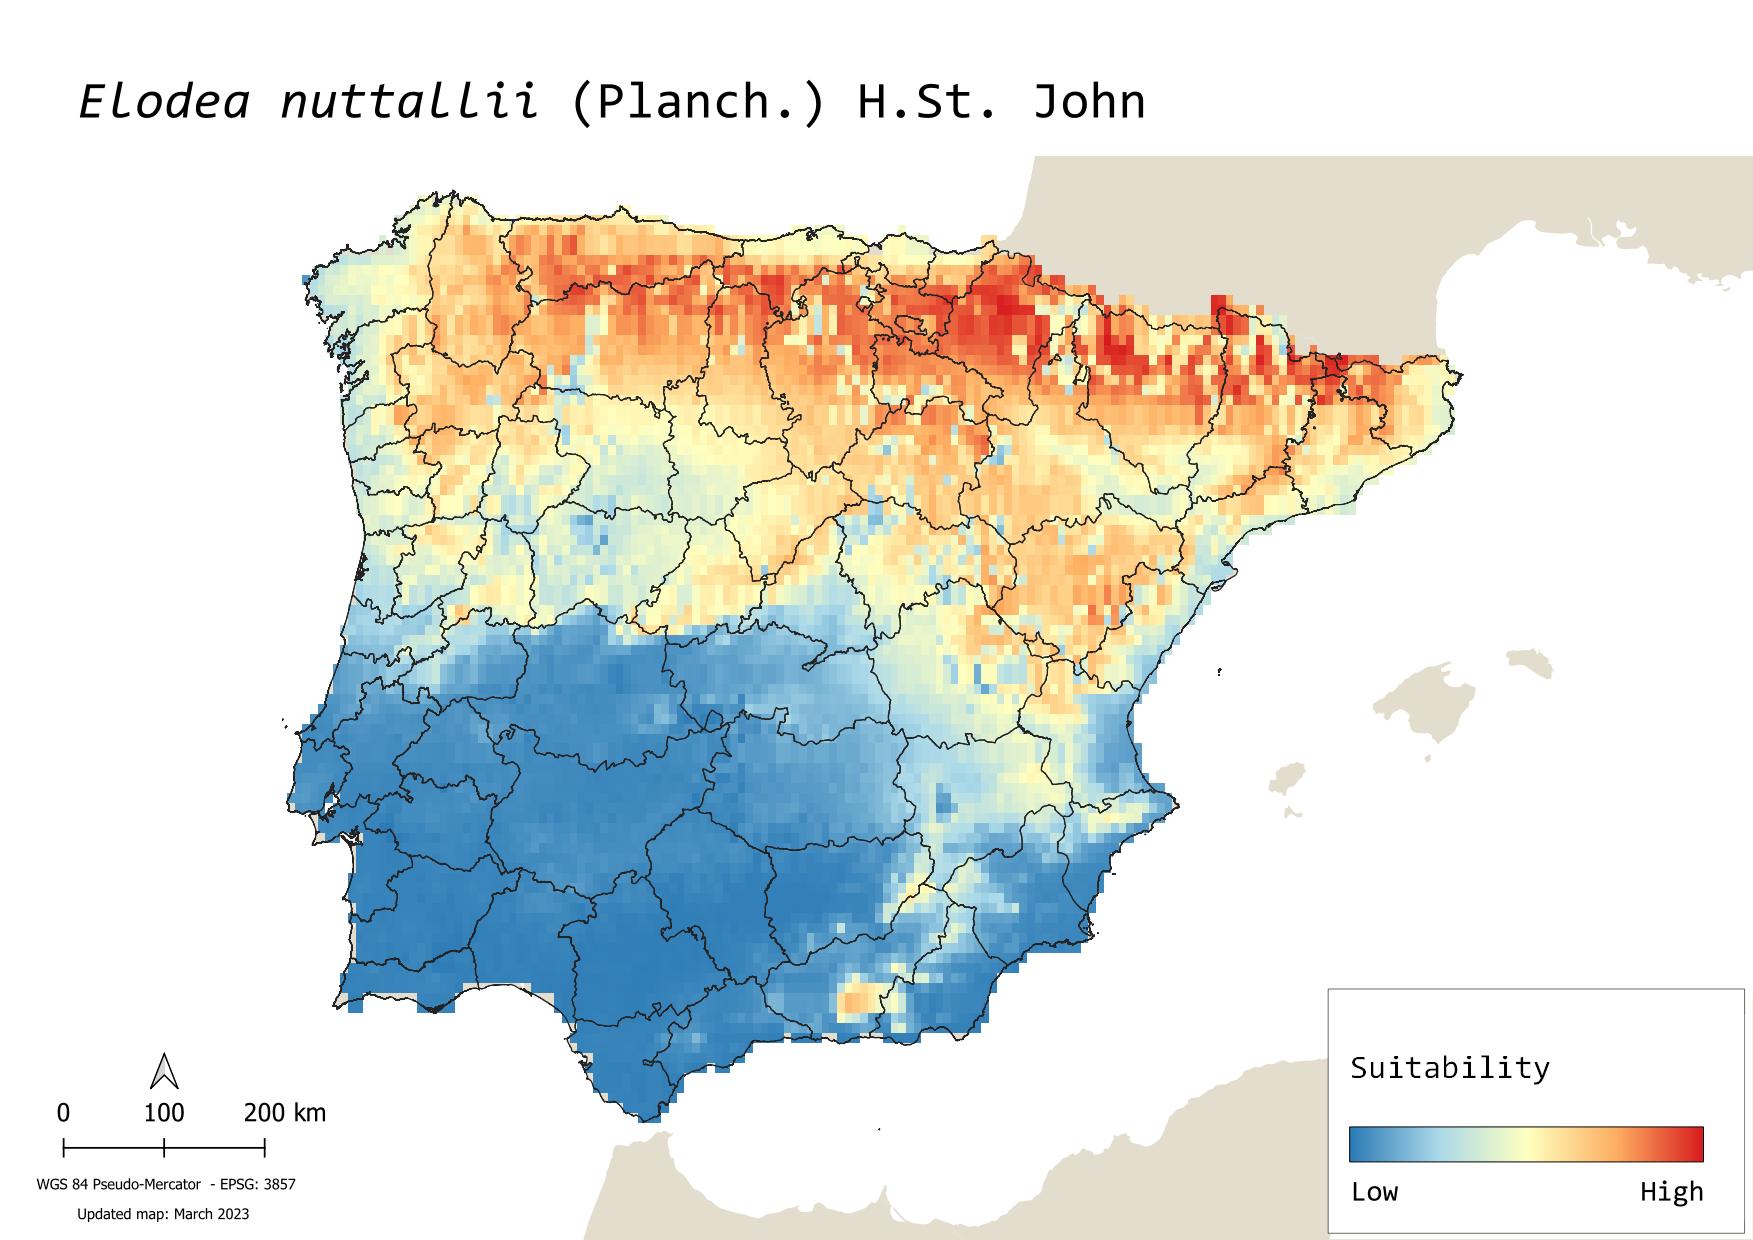 Elodea nuttallii (Planch.) H.St. John
0 100 200 km
WGS 84 Pseudo-Mercator - EPSG: 3857
Updated map: March 2023
Suitability
Low High